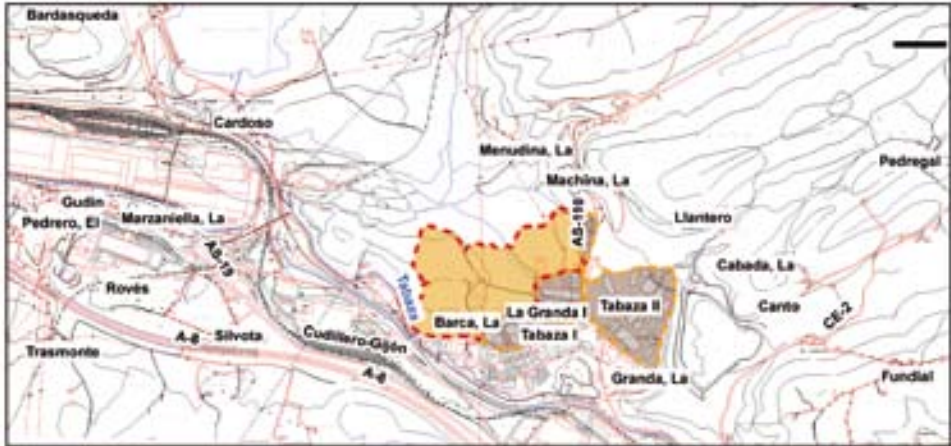 Bardasqueda
Cardoso
Menudina, La
Machina, La
Pedregal
Gudín
Pedrero, El
Marzaniella, La
AS-19
AS-118
Llantero
Cabada, La
Rovés
Tabaza
La Granda I
Tabaza II
Canto
CE-2
Barca, La
Tabaza I
A-8
Silvota
Cudillero-Gijón
Trasmonte
A-8
Granda, La
Fundial